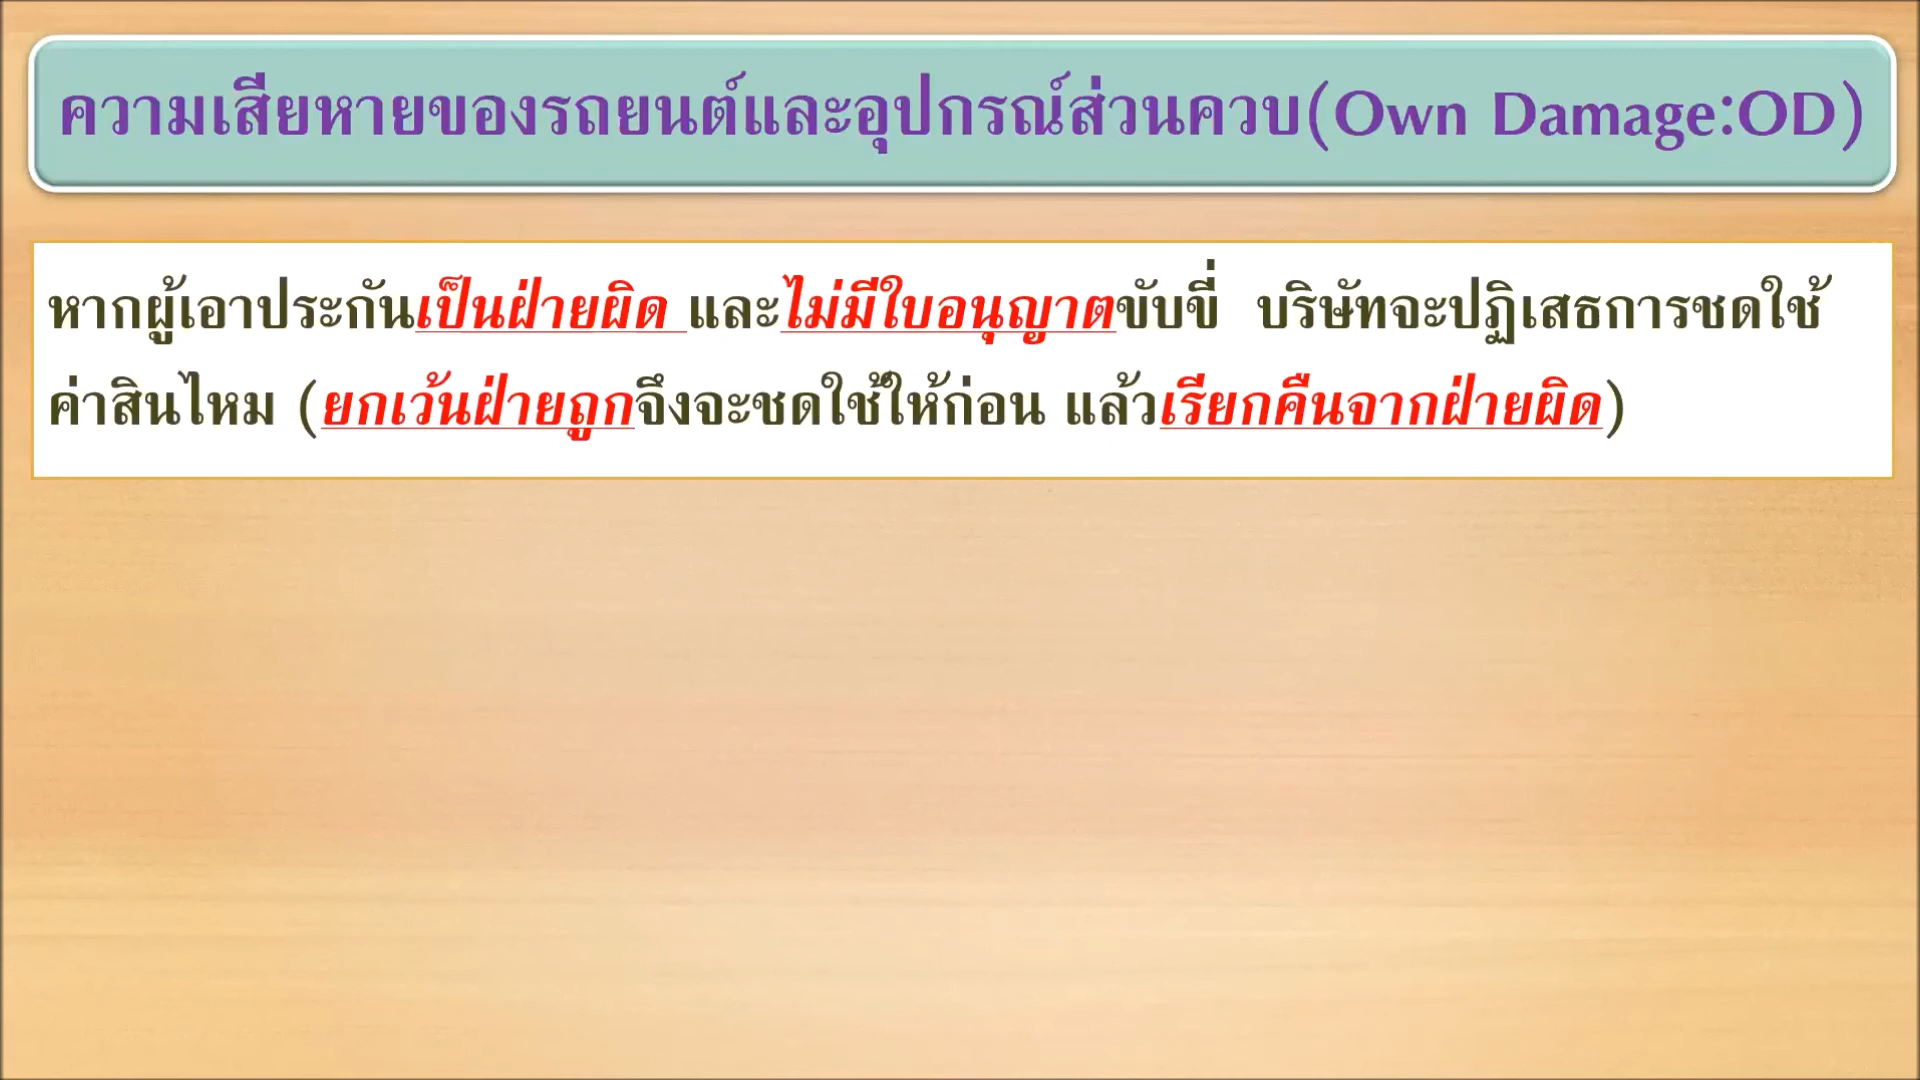 ความเสียหายของรถยนต์และอุปกรณ์ส่วนควบ(Own Damage:OD)
หากผู้เอาประกันเป็นฝ่ายผิด และไม่มีใบอนุญาตขับขี่  บริษัทจะปฏิเสธการชดใช้
ค่าสินไหม (ยกเว้นฝ่ายถูกจึงจะชดใช้ให้ก่อน แล้วเรียกคืนจากฝ่ายผิด)